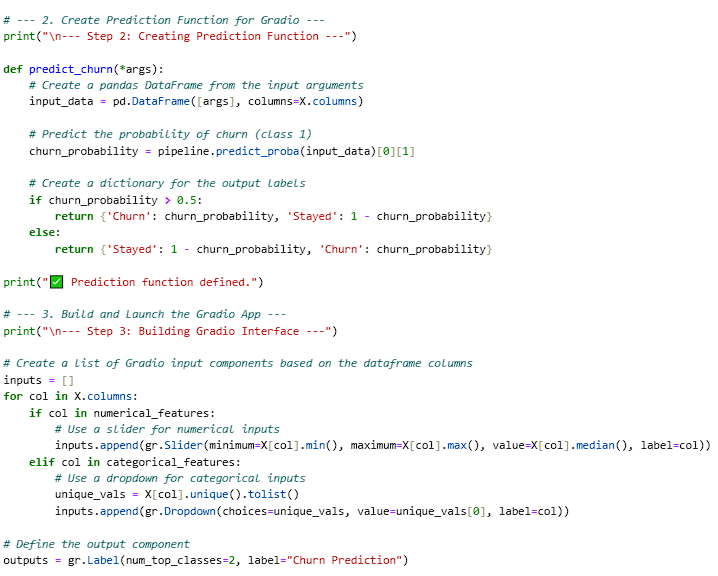 # --- 2. Create Prediction Function for Gradio ---
print("\n--- Step 2: Creating Prediction Function ---")

def predict_churn(*args):
    # Create a pandas DataFrame from the input arguments
    input_data = pd.DataFrame([args], columns=X.columns)

    # Predict the probability of churn (class 1)
    churn_probability = pipeline.predict_proba(input_data)[0][1]

    # Create a dictionary for the output labels
    if churn_probability > 0.5:
        return {'Churn': churn_probability, 'Stayed': 1 - churn_probability}
    else:
        return {'Stayed': 1 - churn_probability, 'Churn': churn_probability}

print("✅ Prediction function defined.")

# --- 3. Build and Launch the Gradio App ---
print("\n--- Step 3: Building Gradio Interface ---")

# Create a list of Gradio input components based on the dataframe columns
inputs = []
for col in X.columns:
    if col in numerical_features:
        # Use a slider for numerical inputs
        inputs.append(gr.Slider(minimum=X[col].min(), maximum=X[col].max(), value=X[col].median(), label=col))
    elif col in categorical_features:
        # Use a dropdown for categorical inputs
        unique_vals = X[col].unique().tolist()
        inputs.append(gr.Dropdown(choices=unique_vals, value=unique_vals[0], label=col))

# Define the output component
outputs = gr.Label(num_top_classes=2, label="Churn Prediction")